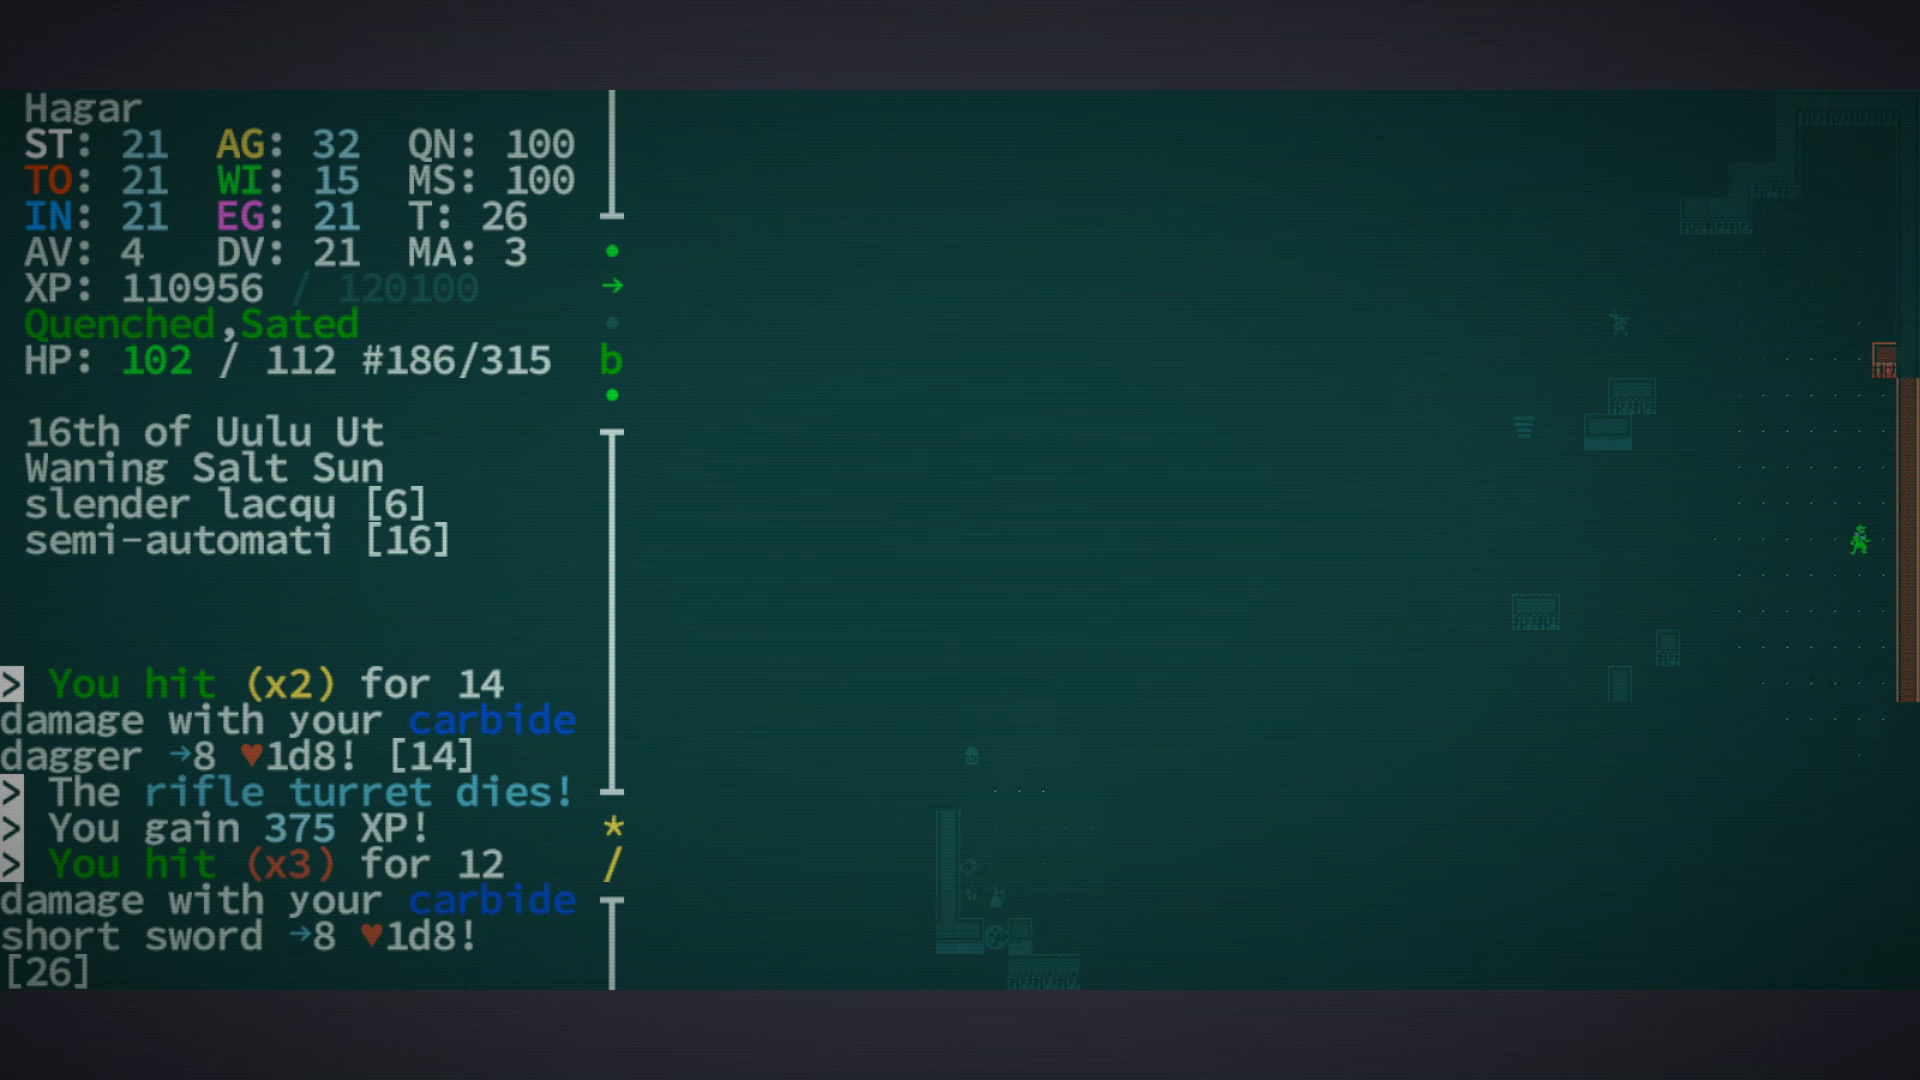 Hagar
ST: 21 AG: 32 QN: 100
TO: 21 WI: 15 MS: 100
IN: 21 EG: 21 T: 26
AV: 4 DV: 21 MA: 3
XP: 110956 / 120100
Quenched,Sated
HP: 102 / 112 #186/315
b
16th of Uulu Ut
Waning Salt Sun
slender lacqu [6]
semi-automati [16]
> You hit (x2) for 14
damage with your carbide
dagger →8 ♥1d8! [14]
> The rifle turret dies!
> You gain 375 XP!
*
> You hit (x3) for 12
/
damage with your carbide
short sword →8 ♥1d8!
[26]